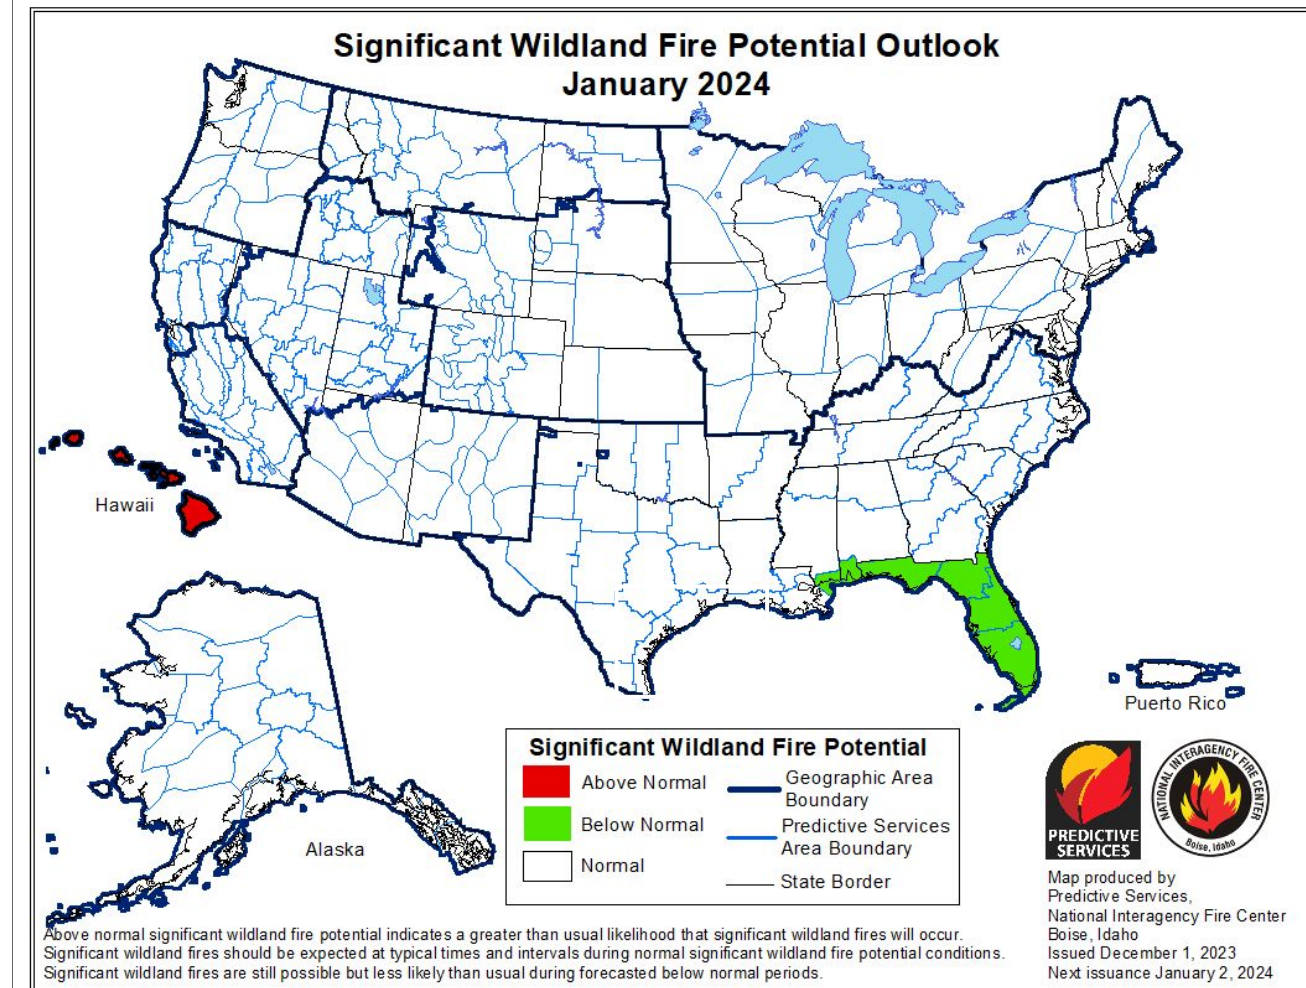 Significant Wildland Fire Potential Outlook
January 2024
Hawaii
Alaska
Puerto Rico
Significant Wildland Fire Potential
Above Normal
Below Normal
Normal
Geographic Area
Boundary
Predictive Services
Area Boundary
State Border
PREDICTIVE
SERVICES
NATIONAL INTERAGENCY FIRE CENTER
Boise, Idaho
Map produced by
Predictive Services,
National Interagency Fire Center
Boise, Idaho
Issued December 1, 2023
Next issuance January 2, 2024
Above normal significant wildland fire potential indicates a greater than usual likelihood that significant wildland fires will occur.
Significant wildland fires should be expected at typical times and intervals during normal significant wildland fire potential conditions.
Significant wildland fires are still possible but less likely than usual during forecasted below normal periods.